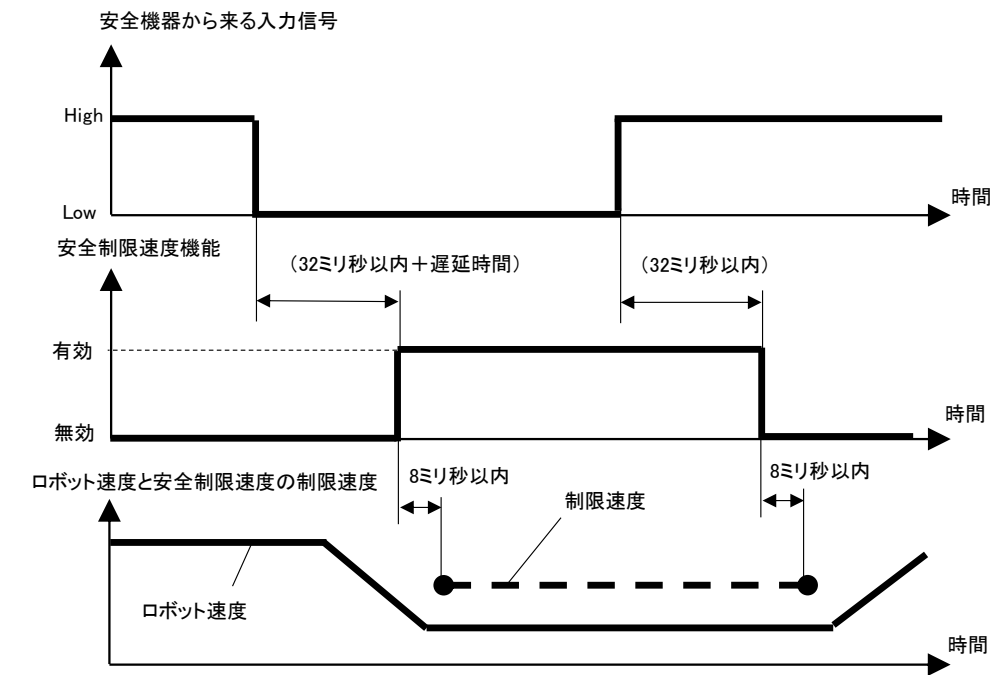 安全機器から来る入力信号
High
Low
時間
安全制限速度機能
（32ミリ秒以内＋遅延時間）
（32ミリ秒以内）
有効
無効
時間
ロボット速度と安全制限速度の制限速度
8ミリ秒以内
8ミリ秒以内
制限速度
ロボット速度
時間